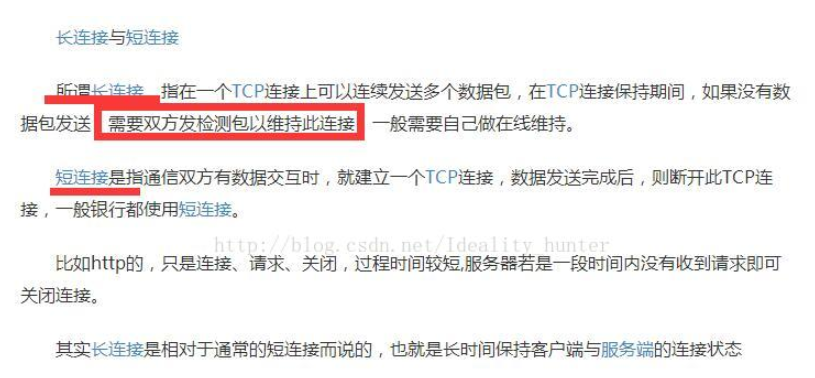 长连接与短连接
所谓长连接，指在一个TCP连接上可以连续发送多个数据包，在TCP连接保持期间，如果没有数
据包发送，需要双方发检测包以维持此连接，一般需要自己做在线维持。
短连接是指通信双方有数据交互时，就建立一个TCP连接，数据发送完成后，则断开此TCP连
接，一般银行都使用短连接。
http://blog.csdn.net/Ideality_hunter
比如http的，只是连接、请求、关闭，过程时间较短,服务器若是一段时间内没有收到请求即可
关闭连接。
其实长连接是相对于通常的短连接而说的，也就是长时间保持客户端与服务端的连接状态